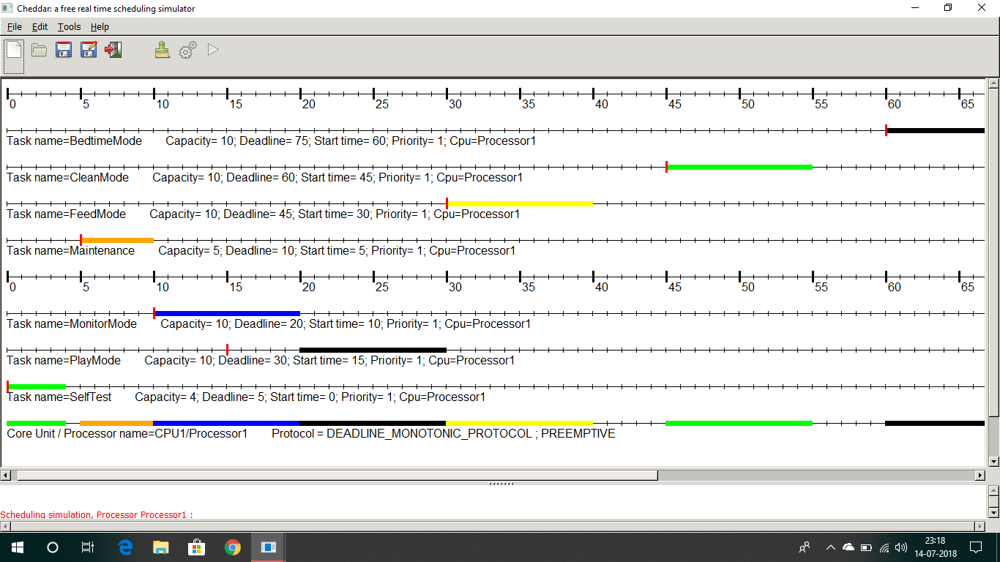 Cheddar: a free real time scheduling simulator
File Edit Tools Help
0 5 10 15 20 25 30 35 40 45 50 55 60 65
Task name=BedtimeMode Capacity= 10; Deadline= 75; Start time= 60; Priority= 1; Cpu=Processor1
Task name=CleanMode Capacity= 10; Deadline= 60; Start time= 45; Priority= 1; Cpu=Processor1
Task name=FeedMode Capacity= 10; Deadline= 45; Start time= 30; Priority= 1; Cpu=Processor1
Task name=Maintenance Capacity= 5; Deadline= 10; Start time= 5; Priority= 1; Cpu=Processor1
0 5 10 15 20 25 30 35 40 45 50 55 60 65
Task name=MonitorMode Capacity= 10; Deadline= 20; Start time= 10; Priority= 1; Cpu=Processor1
Task name=PlayMode Capacity= 10; Deadline= 30; Start time= 15; Priority= 1; Cpu=Processor1
Task name=SelfTest Capacity= 4; Deadline= 5; Start time= 0; Priority= 1; Cpu=Processor1
Core Unit / Processor name=CPU1/Processor1 Protocol = DEADLINE_MONOTONIC_PROTOCOL ; PREEMPTIVE
Scheduling simulation, Processor Processor1 :
23:18
14-07-2018